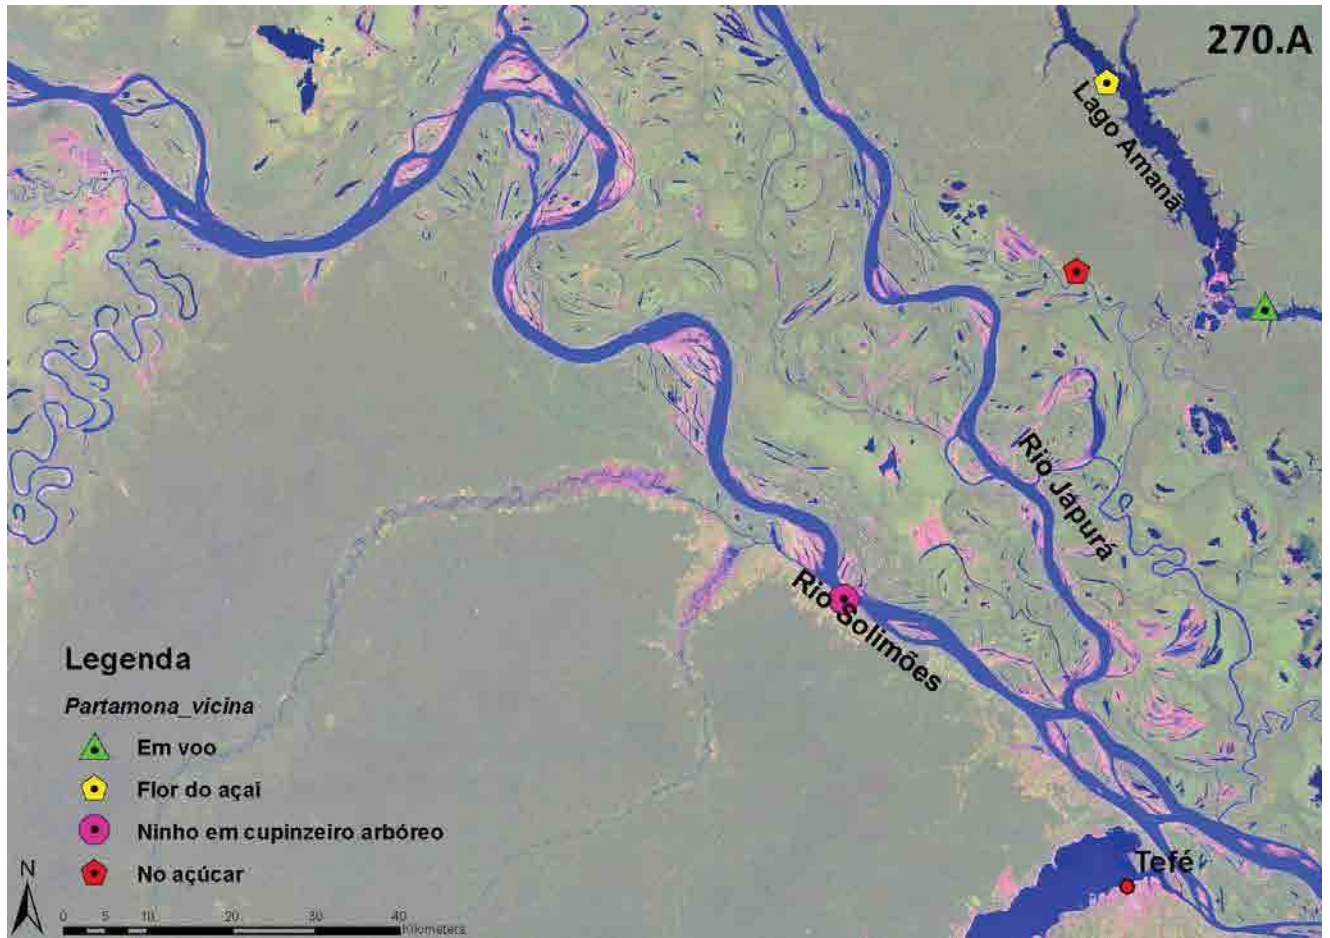 270.A
Lago Amanã
Rio Japurá
Rio Solimões
Legenda
Partamona_vicina
Em voo
Flor do açai
Ninho em cupinzeiro arbóreo
No açúcar
Tefé
N
0 5 10 20 30 40
Kilometers